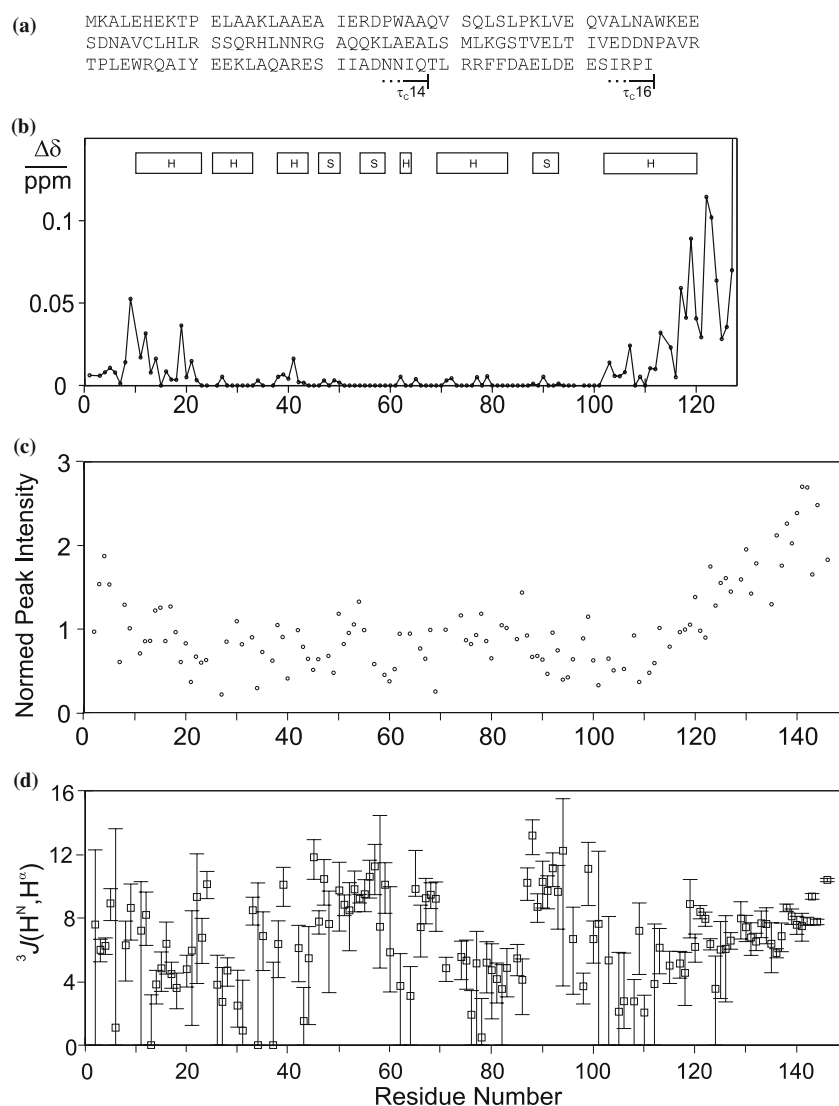 (a)
MKALEHEKTP ELAAKLAAEA IERDPWAAQV SQLSLPKLVE QVALNAWKEE
SDNAVCLHLR SSQRHLNNRG AQQKLAEALS MLKGSTVELT IVEDDNPAVR
TPLEWRQAIY EEKLAQARES IIADNNIQTL RRFFDAELDE ESIRPI
τc14 τc16
(b)
Δδ
ppm
H H H S S H H S H
0.1
0.05
0
0 20 40 60 80 100 120
(c)
Normed Peak Intensity
3
2
1
0
0 20 40 60 80 100 120 140
(d)
³J(Hᴺ,Hᵅ)
16
12
8
4
0
0 20 40 60 80 100 120 140
Residue Number